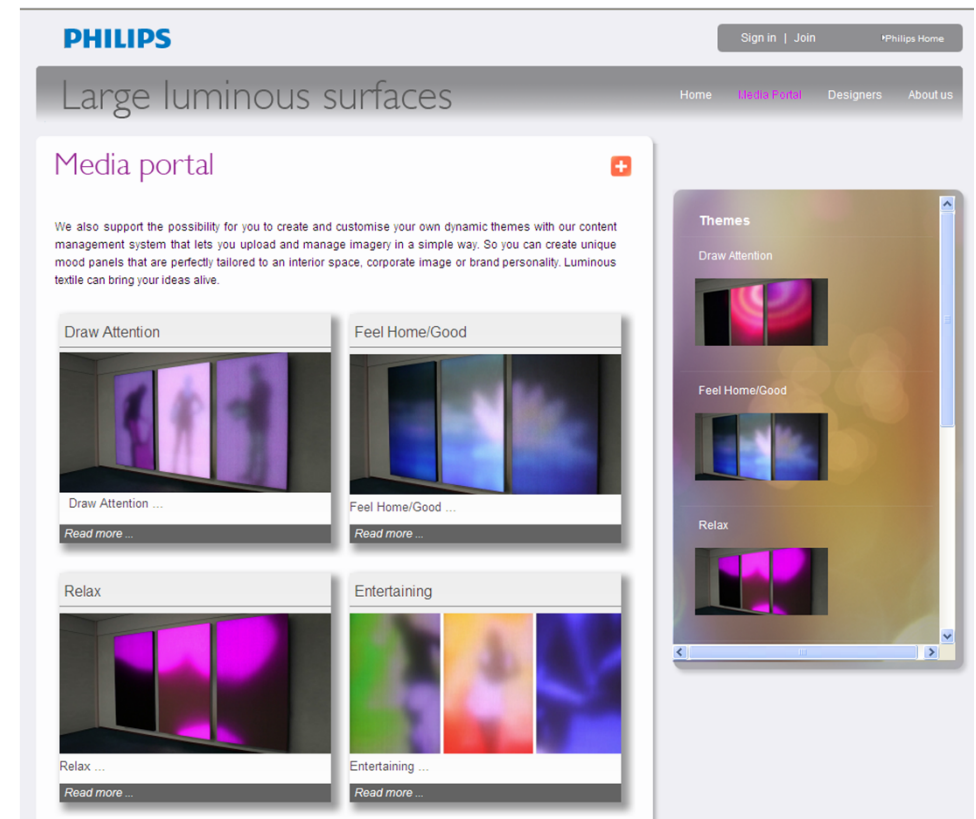 PHILIPS
Sign in | Join
Philips Home
Large luminous surfaces
Home Media Portal Designers About us
Media portal
We also support the possibility for you to create and customise your own dynamic themes with our content
management system that lets you upload and manage imagery in a simple way. So you can create unique
mood panels that are perfectly tailored to an interior space, corporate image or brand personality. Luminous
textile can bring your ideas alive.
Draw Attention
Draw Attention ...
Read more ...
Feel Home/Good
Feel Home/Good ...
Read more ...
Relax
Relax ...
Read more ...
Entertaining
Entertaining ...
Read more ...
Themes
Draw Attention
Feel Home/Good
Relax